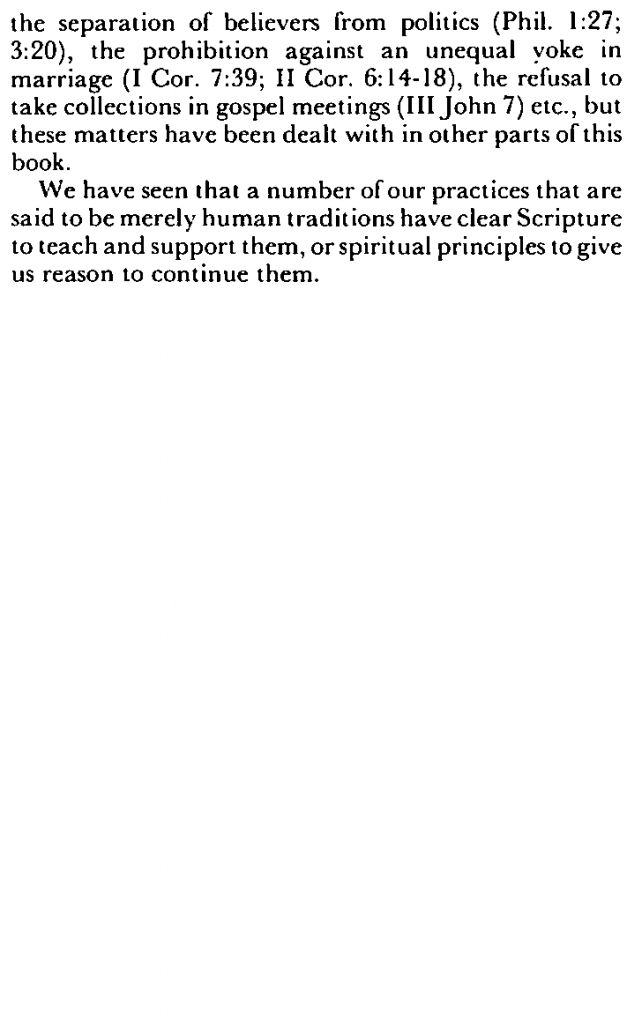 the separation of believers from politics (Phil. 1:27;
3:20), the prohibition against an unequal yoke in
marriage (I Cor. 7:39; II Cor. 6:14-18), the refusal to
take collections in gospel meetings (III John 7) etc., but
these matters have been dealt with in other parts of this
book.
We have seen that a number of our practices that are
said to be merely human traditions have clear Scripture
to teach and support them, or spiritual principles to give
us reason to continue them.